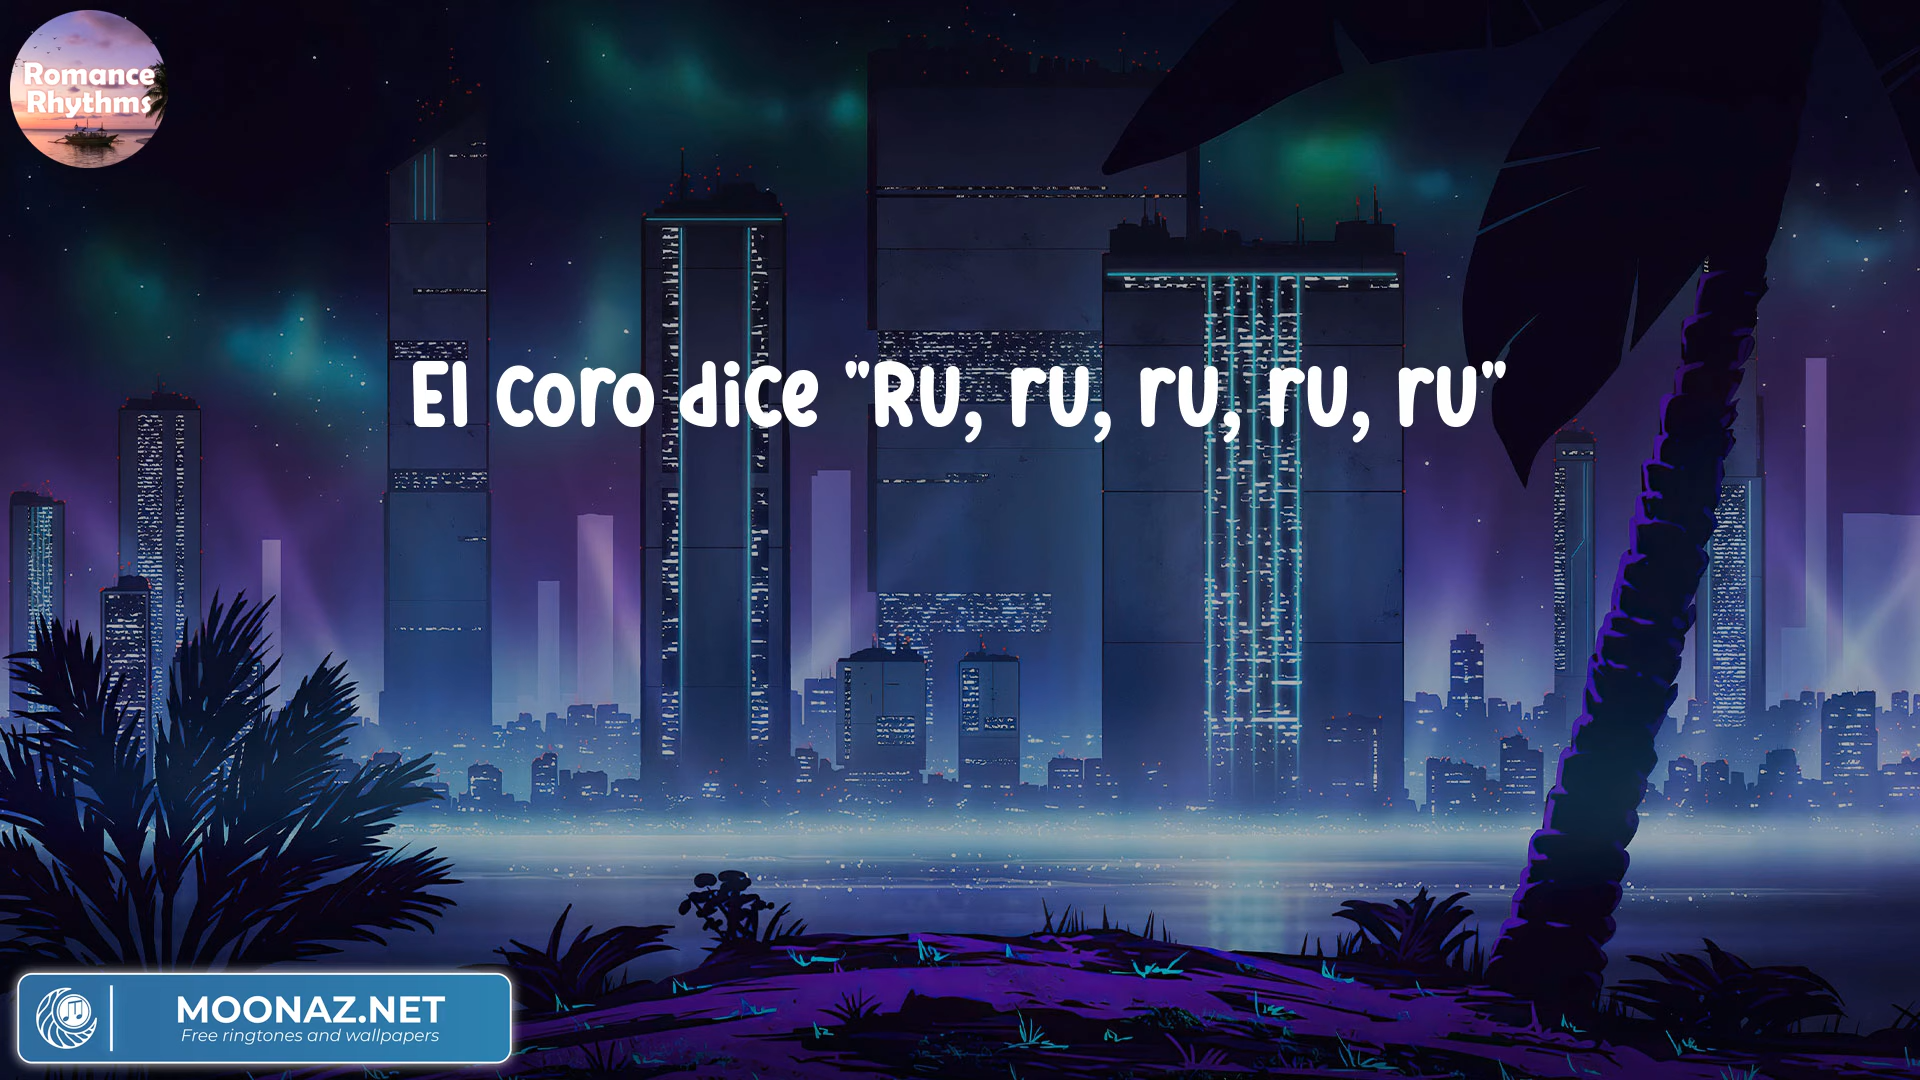 Romance
Rhythms
El coro dice "Ru, ru, ru, ru, ru"
MOONAZ.NET
Free ringtones and wallpapers